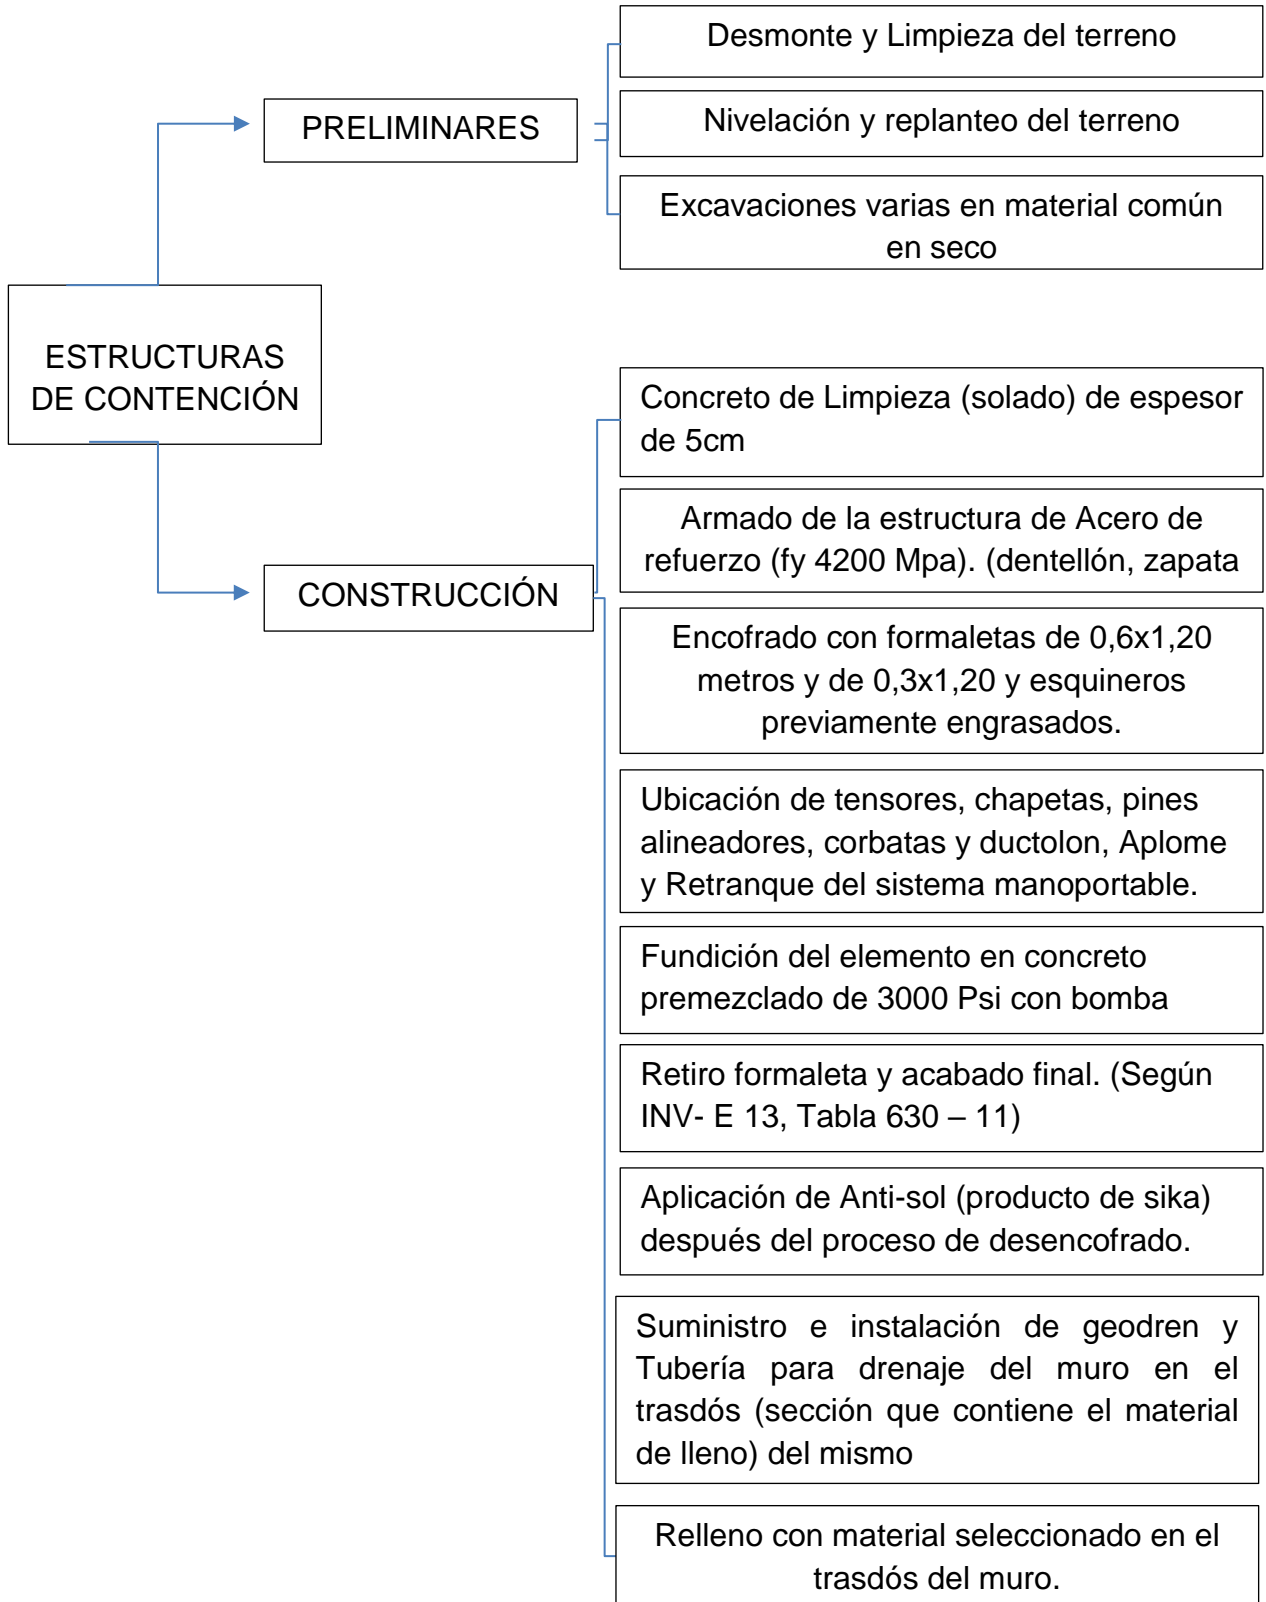 Desmonte y Limpieza del terreno
PRELIMINARES
Nivelación y replanteo del terreno
Excavaciones varias en material común
en seco
ESTRUCTURAS
DE CONTENCIÓN
Concreto de Limpieza (solado) de espesor
de 5cm
Armado de la estructura de Acero de
refuerzo (fy 4200 Mpa). (dentellón, zapata
CONSTRUCCIÓN
Encofrado con formaletas de 0,6x1,20
metros y de 0,3x1,20 y esquineros
previamente engrasados.
Ubicación de tensores, chapetas, pines
alineadores, corbatas y ductolon, Aplome
y Retranque del sistema manoportable.
Fundición del elemento en concreto
premezclado de 3000 Psi con bomba
Retiro formaleta y acabado final. (Según
INV- E 13, Tabla 630 – 11)
Aplicación de Anti-sol (producto de sika)
después del proceso de desencofrado.
Suministro e instalación de geodren y
Tubería para drenaje del muro en el
trasdós (sección que contiene el material
de lleno) del mismo
Relleno con material seleccionado en el
trasdós del muro.